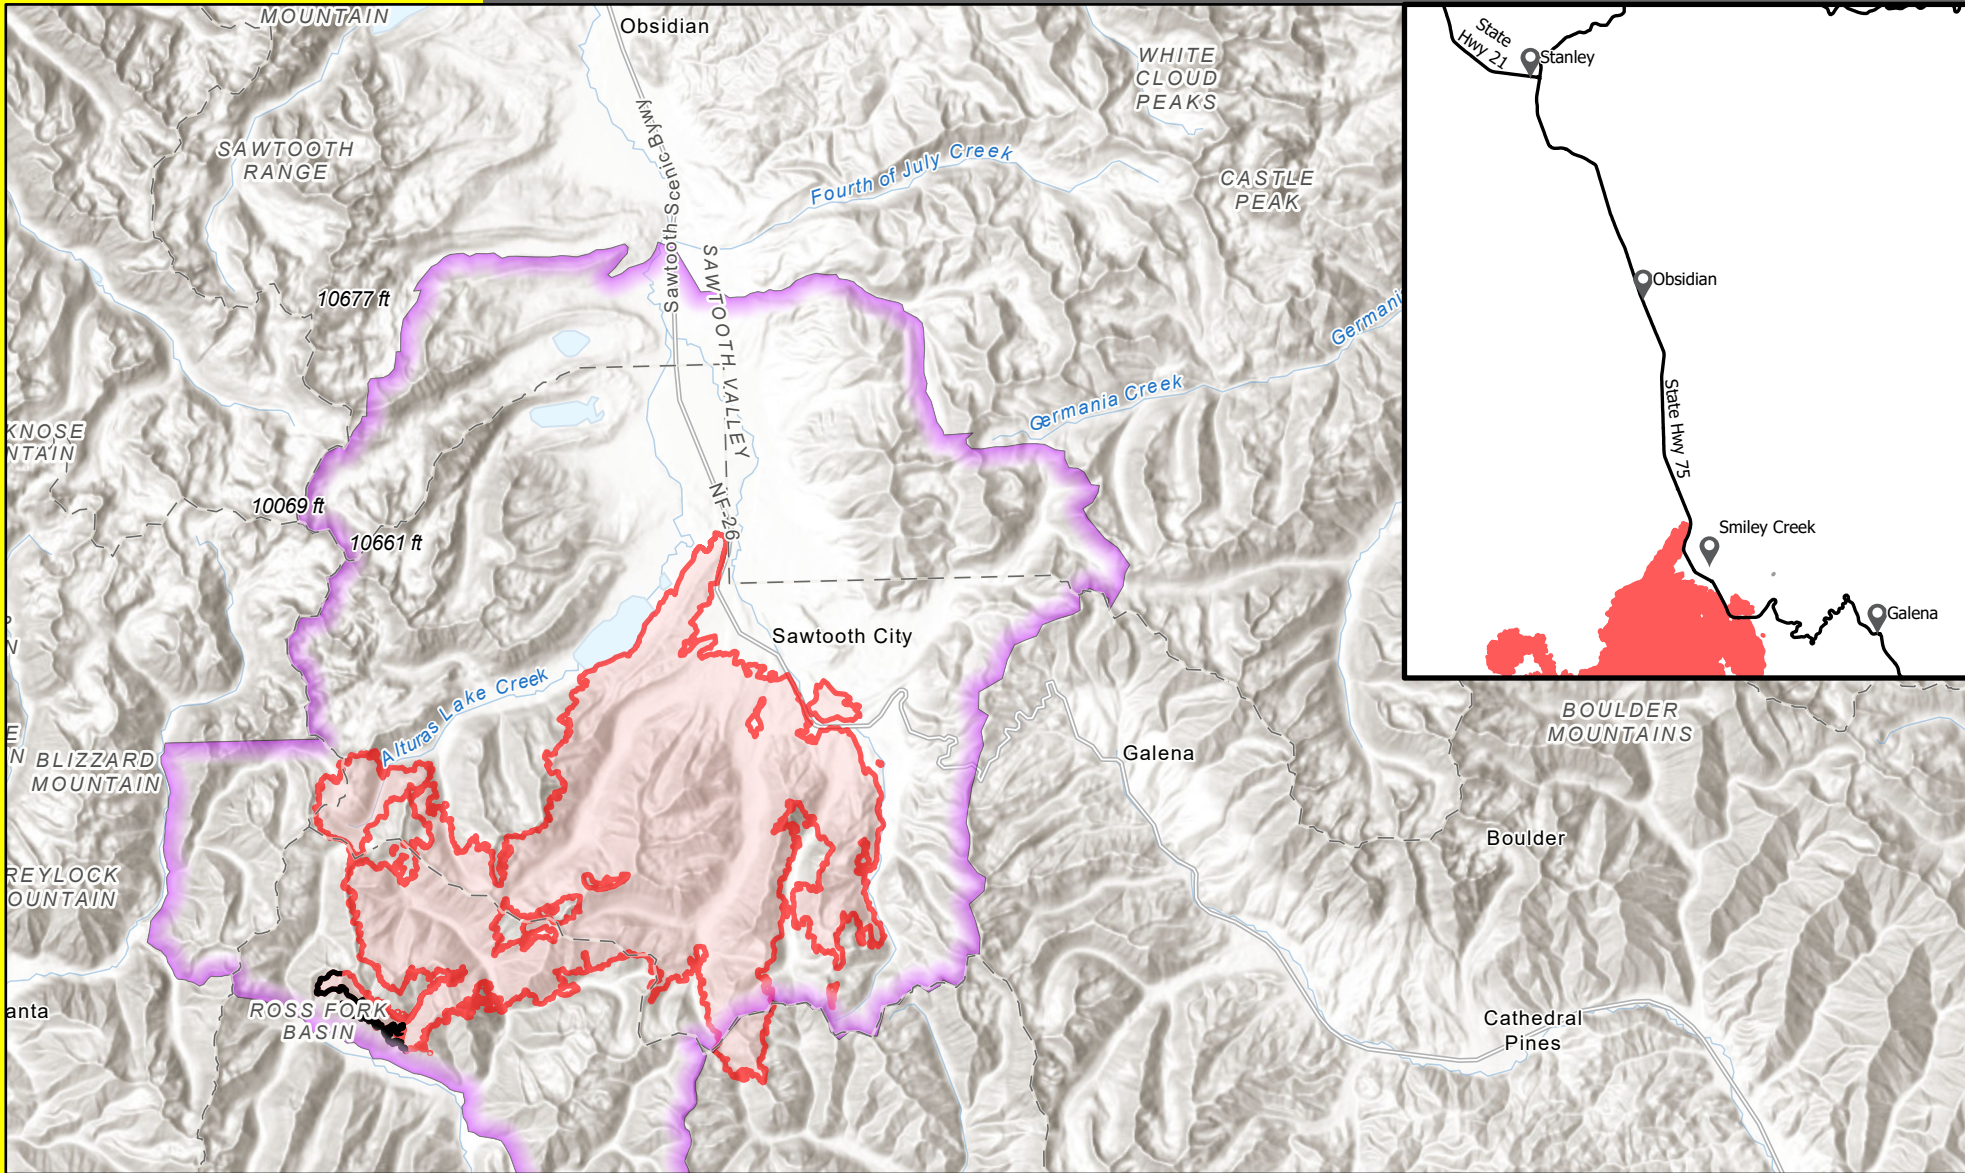 MOUNTAIN
Obsidian
WHITE
CLOUD
PEAKS
SAWTOOTH
RANGE
Sawtooth Scenic Bywy
Fourth of July Creek
CASTLE
PEAK
SAWTOOTH VALLEY
10677 ft
Germani
Germania Creek
KNOSE
NTAIN
10069 ft
10661 ft
NF-26
Sawtooth City
Alturas Lake Creek
BLIZZARD
MOUNTAIN
Galena
BOULDER
MOUNTAINS
Boulder
REYLOCK
OUNTAIN
ROSS FORK
BASIN
anta
Cathedral
Pines
State
Hwy 21
Stanley
Obsidian
State Hwy 75
Smiley Creek
Galena